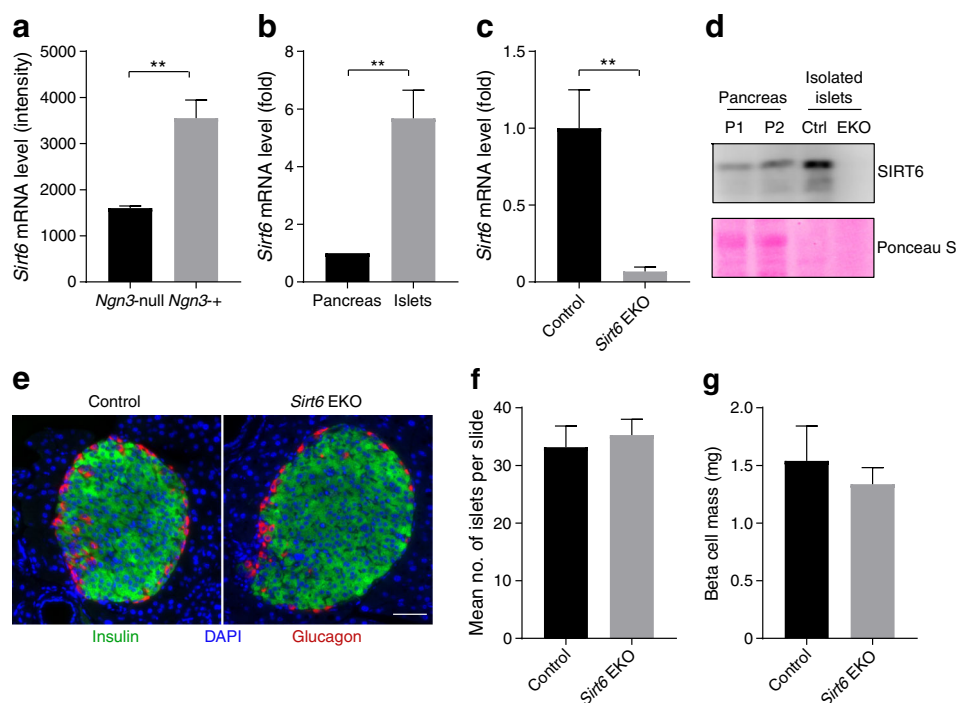 a
Sirt6 mRNA level (intensity)
5000
4000
3000
2000
1000
0
**
Ngn3-null Ngn3-+
b
Sirt6 mRNA level (fold)
8
6
4
2
0
**
Pancreas Islets
c
Sirt6 mRNA level (fold)
1.5
1.0
0.5
0
**
Control
Sirt6 EKO
d
Pancreas
Isolated
islets
P1 P2 Ctrl EKO
SIRT6
Ponceau S
e
Control Sirt6 EKO
Insulin DAPI Glucagon
f
Mean no. of islets per slide
40
30
20
10
0
Control
Sirt6 EKO
g
Beta cell mass (mg)
2.0
1.5
1.0
0.5
0
Control
Sirt6 EKO